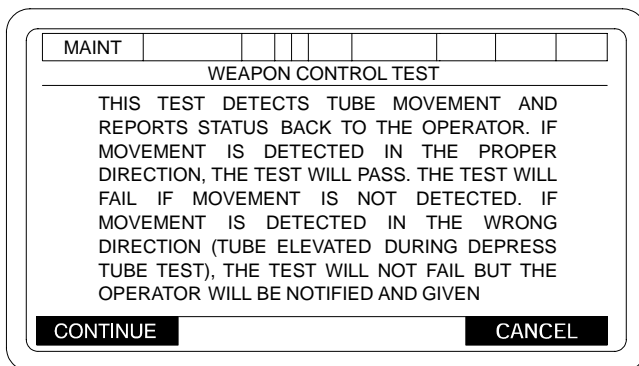 MAINT
WEAPON CONTROL TEST
THIS TEST DETECTS TUBE MOVEMENT AND
REPORTS STATUS BACK TO THE OPERATOR. IF
MOVEMENT IS DETECTED IN THE PROPER
DIRECTION, THE TEST WILL PASS. THE TEST WILL
FAIL IF MOVEMENT IS NOT DETECTED. IF
MOVEMENT IS DETECTED IN THE WRONG
DIRECTION (TUBE ELEVATED DURING DEPRESS
TUBE TEST), THE TEST WILL NOT FAIL BUT THE
OPERATOR WILL BE NOTIFIED AND GIVEN
CONTINUE CANCEL